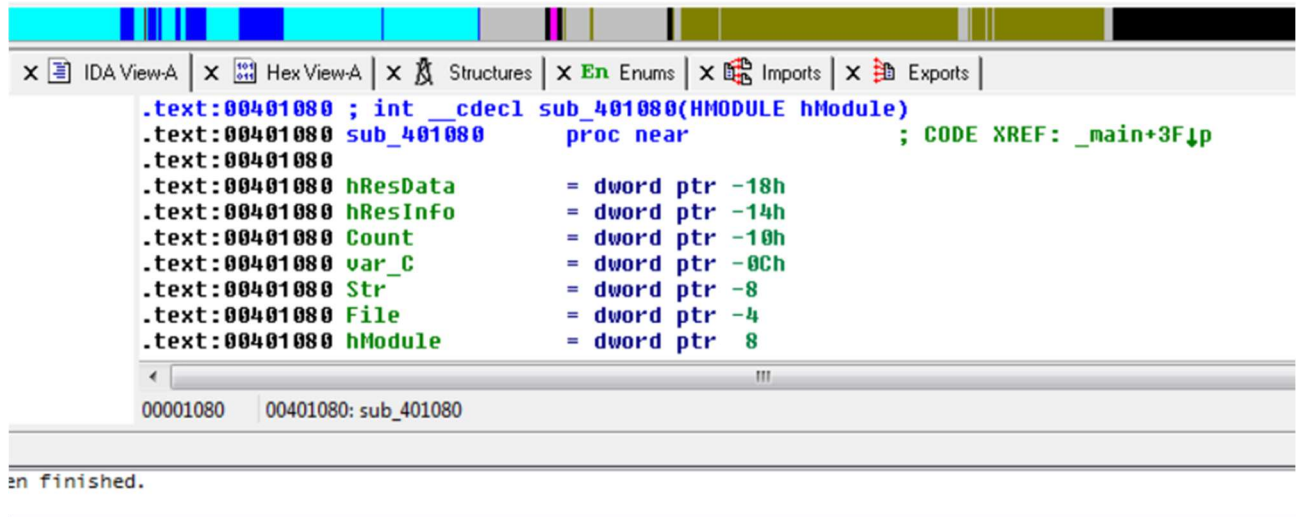 X IDA View-A X Hex View-A X Structures X En Enums X Imports X Exports
.text:00401080 ; int __cdecl sub_401080(HMODULE hModule)
.text:00401080 sub_401080 proc near ; CODE XREF: _main+3F↓p
.text:00401080
.text:00401080 hResData = dword ptr -18h
.text:00401080 hResInfo = dword ptr -14h
.text:00401080 Count = dword ptr -10h
.text:00401080 var_C = dword ptr -0Ch
.text:00401080 Str = dword ptr -8
.text:00401080 File = dword ptr -4
.text:00401080 hModule = dword ptr 8
00001080 00401080: sub_401080
en finished.